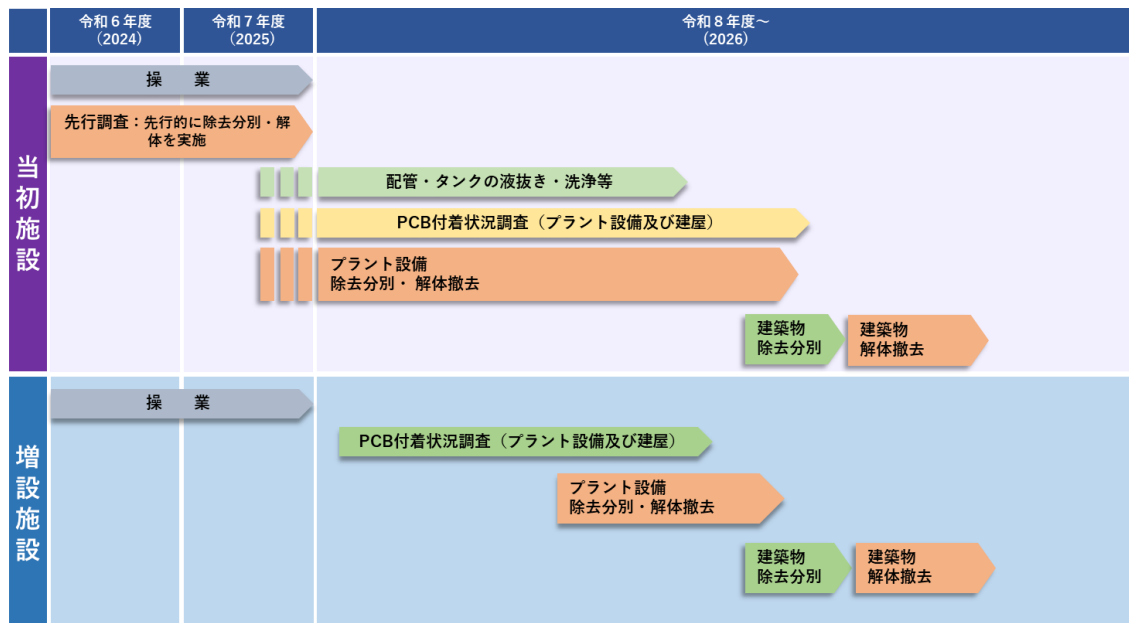 令和６年度
（2024）
令和７年度
（2025）
令和８年度～
（2026）
当初施設
操　業
先行調査：先行的に除去分別・解
体を実施
配管・タンクの液抜き・洗浄等
PCB付着状況調査（プラント設備及び建屋）
プラント設備
除去分別・ 解体撤去
建築物
除去分別
建築物
解体撤去
増設施設
操　業
PCB付着状況調査（プラント設備及び建屋）
プラント設備
除去分別・解体撤去
建築物
除去分別
建築物
解体撤去